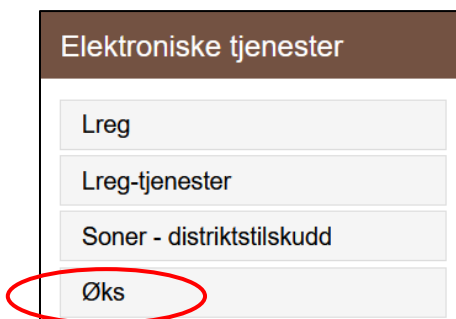 Elektroniske tjenester
Lreg
Lreg-tjenester
Soner - distriktstilskudd
Øks